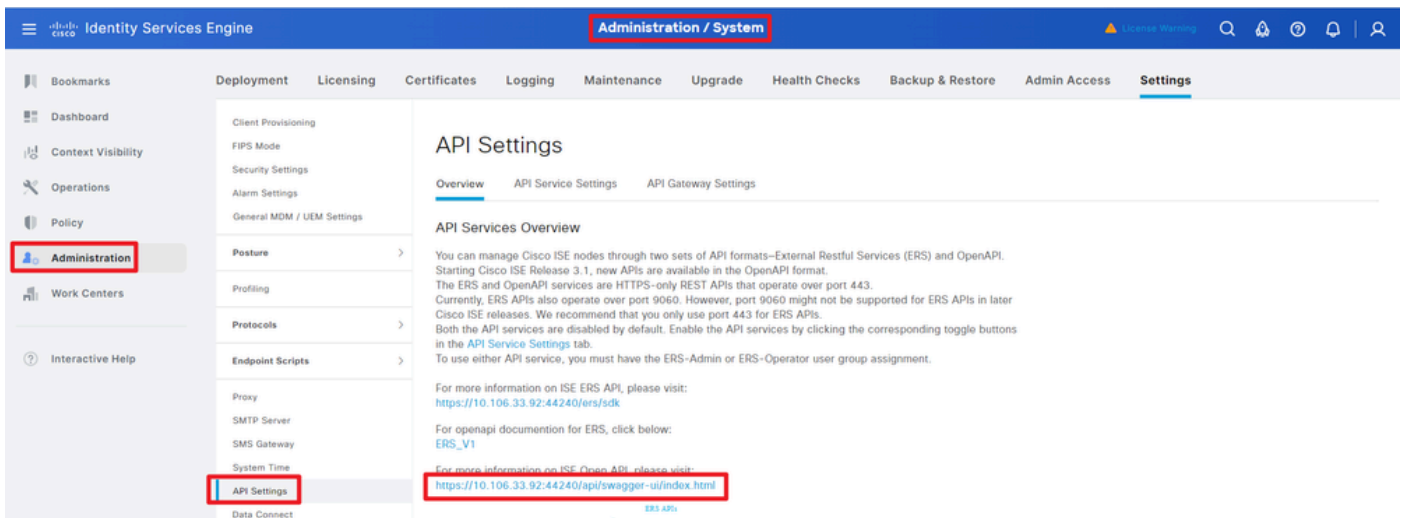 cisco Identity Services Engine
Administration / System
License Warning
Bookmarks
Dashboard
Context Visibility
Operations
Policy
Administration
Work Centers
Interactive Help
Deployment Licensing Certificates Logging Maintenance Upgrade Health Checks Backup & Restore Admin Access Settings
Client Provisioning
FIPS Mode
Security Settings
Alarm Settings
General MDM / UEM Settings
Posture
Profiling
Protocols
Endpoint Scripts
Proxy
SMTP Server
SMS Gateway
System Time
API Settings
Data Connect
API Settings
Overview API Service Settings API Gateway Settings
API Services Overview
You can manage Cisco ISE nodes through two sets of API formats–External Restful Services (ERS) and OpenAPI.
Starting Cisco ISE Release 3.1, new APIs are available in the OpenAPI format.
The ERS and OpenAPI services are HTTPS-only REST APIs that operate over port 443.
Currently, ERS APIs also operate over port 9060. However, port 9060 might not be supported for ERS APIs in later
Cisco ISE releases. We recommend that you only use port 443 for ERS APIs.
Both the API services are disabled by default. Enable the API services by clicking the corresponding toggle buttons
in the API Service Settings tab.
To use either API service, you must have the ERS-Admin or ERS-Operator user group assignment.
For more information on ISE ERS API, please visit:
https://10.106.33.92:44240/ers/sdk
For openapi documention for ERS, click below:
ERS_V1
For more information on ISE Open API, please visit:
https://10.106.33.92:44240/api/swagger-ui/index.html
ERS APIs